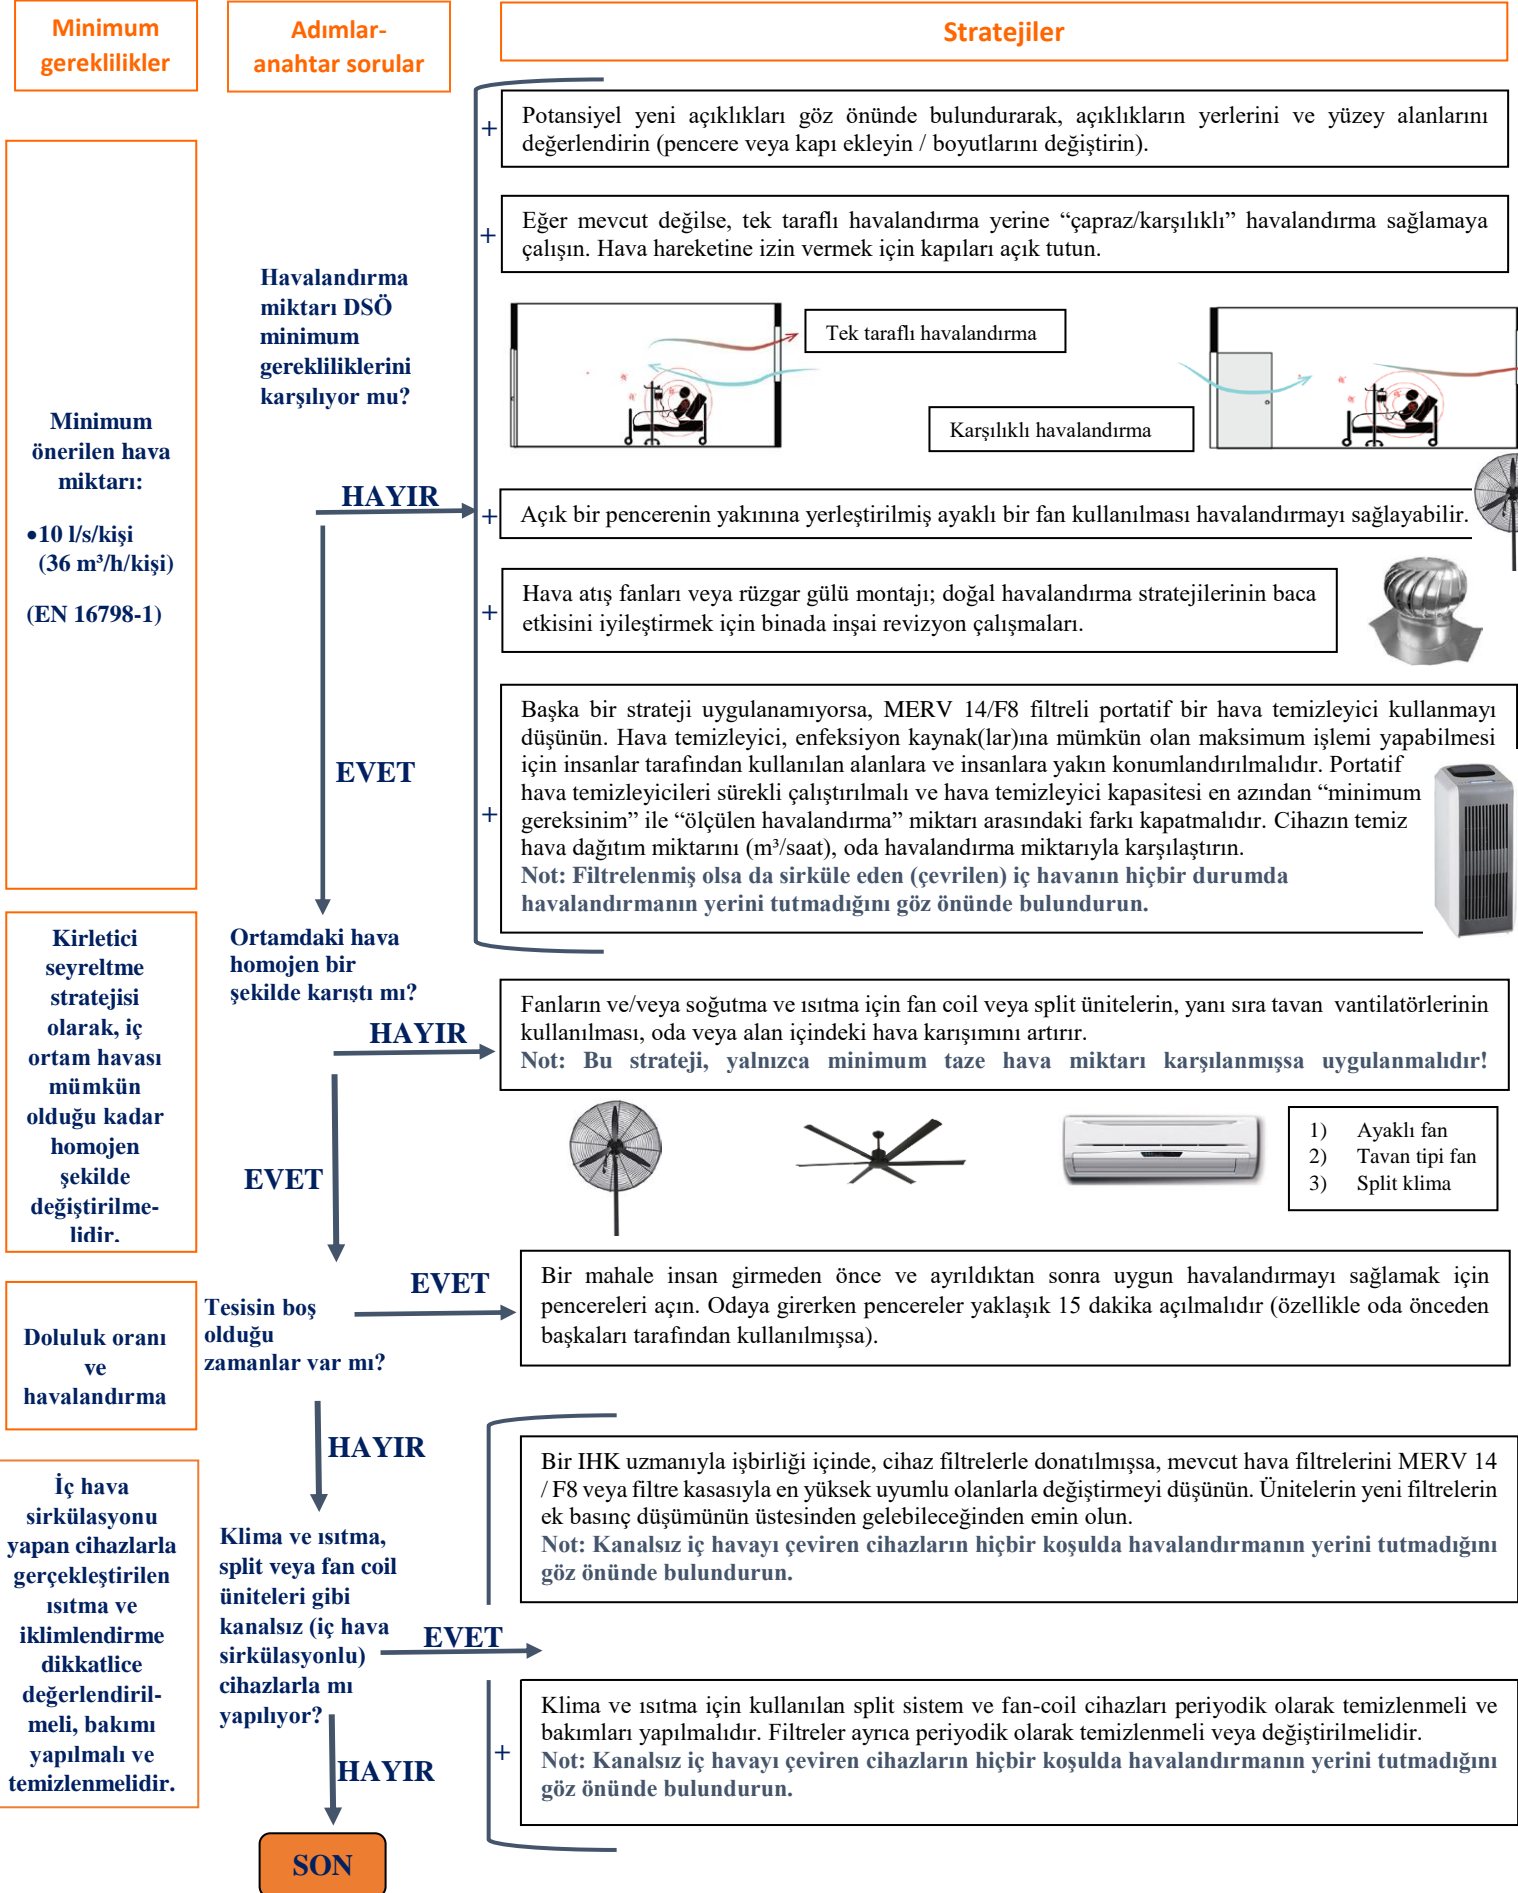 Minimum
gereklilikler
Adımlar-
anahtar sorular
Stratejiler
Minimum
önerilen hava
miktarı:
•10 l/s/kişi
(36 m³/h/kişi)
(EN 16798-1)
Havalandırma
miktarı DSÖ
minimum
gerekliliklerini
karşılıyor mu?
HAYIR
EVET
+
Potansiyel yeni açıklıkları göz önünde bulundurarak, açıklıkların yerlerini ve yüzey alanlarını
değerlendirin (pencere veya kapı ekleyin / boyutlarını değiştirin).
+
Eğer mevcut değilse, tek taraflı havalandırma yerine “çapraz/karşılıklı” havalandırma sağlamaya
çalışın. Hava hareketine izin vermek için kapıları açık tutun.
Tek taraflı havalandırma
Karşılıklı havalandırma
+
Açık bir pencerenin yakınına yerleştirilmiş ayaklı bir fan kullanılması havalandırmayı sağlayabilir.
+
Hava atış fanları veya rüzgar gülü montajı; doğal havalandırma stratejilerinin baca
etkisini iyileştirmek için binada inşai revizyon çalışmaları.
+
Başka bir strateji uygulanamıyorsa, MERV 14/F8 filtreli portatif bir hava temizleyici kullanmayı
düşünün. Hava temizleyici, enfeksiyon kaynak(lar)ına mümkün olan maksimum işlemi yapabilmesi
için insanlar tarafından kullanılan alanlara ve insanlara yakın konumlandırılmalıdır. Portatif
hava temizleyicileri sürekli çalıştırılmalı ve hava temizleyici kapasitesi en azından “minimum
gereksinim” ile “ölçülen havalandırma” miktarı arasındaki farkı kapatmalıdır. Cihazın temiz
hava dağıtım miktarını (m³/saat), oda havalandırma miktarıyla karşılaştırın.
Not: Filtrelenmiş olsa da sirküle eden (çevrilen) iç havanın hiçbir durumda
havalandırmanın yerini tutmadığını göz önünde bulundurun.
Kirletici
seyreltme
stratejisi
olarak, iç
ortam havası
mümkün
olduğu kadar
homojen
şekilde
değiştirilme-
lidir.
Ortamdaki hava
homojen bir
şekilde karıştı mı?
HAYIR
EVET
Fanların ve/veya soğutma ve ısıtma için fan coil veya split ünitelerin, yanı sıra tavan vantilatörlerinin
kullanılması, oda veya alan içindeki hava karışımını artırır.
Not: Bu strateji, yalnızca minimum taze hava miktarı karşılanmışsa uygulanmalıdır!
1) Ayaklı fan
2) Tavan tipi fan
3) Split klima
Doluluk oranı
ve
havalandırma
Tesisin boş
olduğu
zamanlar var mı?
EVET
HAYIR
Bir mahale insan girmeden önce ve ayrıldıktan sonra uygun havalandırmayı sağlamak için
pencereleri açın. Odaya girerken pencereler yaklaşık 15 dakika açılmalıdır (özellikle oda önceden
başkaları tarafından kullanılmışsa).
İç hava
sirkülasyonu
yapan cihazlarla
gerçekleştirilen
ısıtma ve
iklimlendirme
dikkatlice
değerlendiril-
meli, bakımı
yapılmalı ve
temizlenmelidir.
Klima ve ısıtma,
split veya fan coil
üniteleri gibi
kanalsız (iç hava
sirkülasyonlu)
cihazlarla mı
yapılıyor?
EVET
HAYIR
Bir IHK uzmanıyla işbirliği içinde, cihaz filtrelerle donatılmışsa, mevcut hava filtrelerini MERV 14
/ F8 veya filtre kasasıyla en yüksek uyumlu olanlarla değiştirmeyi düşünün. Ünitelerin yeni filtrelerin
ek basınç düşümünün üstesinden gelebileceğinden emin olun.
Not: Kanalsız iç havayı çeviren cihazların hiçbir koşulda havalandırmanın yerini tutmadığını
göz önünde bulundurun.
+
Klima ve ısıtma için kullanılan split sistem ve fan-coil cihazları periyodik olarak temizlenmeli ve
bakımları yapılmalıdır. Filtreler ayrıca periyodik olarak temizlenmeli veya değiştirilmelidir.
Not: Kanalsız iç havayı çeviren cihazların hiçbir koşulda havalandırmanın yerini tutmadığını
göz önünde bulundurun.
SON